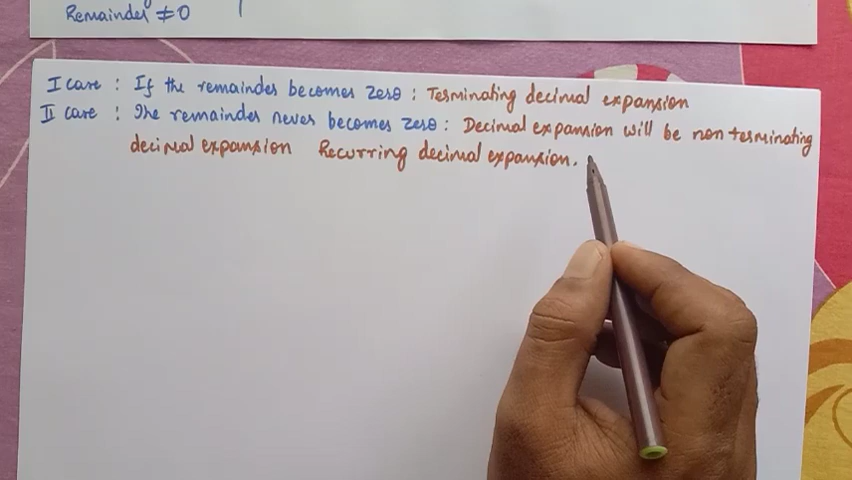 Remainder ≠0
I case : If the remainder becomes zero : Terminating decimal expansion
II case : The remainder never becomes zero : Decimal expansion will be non terminating
decimal expansion Recurring decimal expansion.